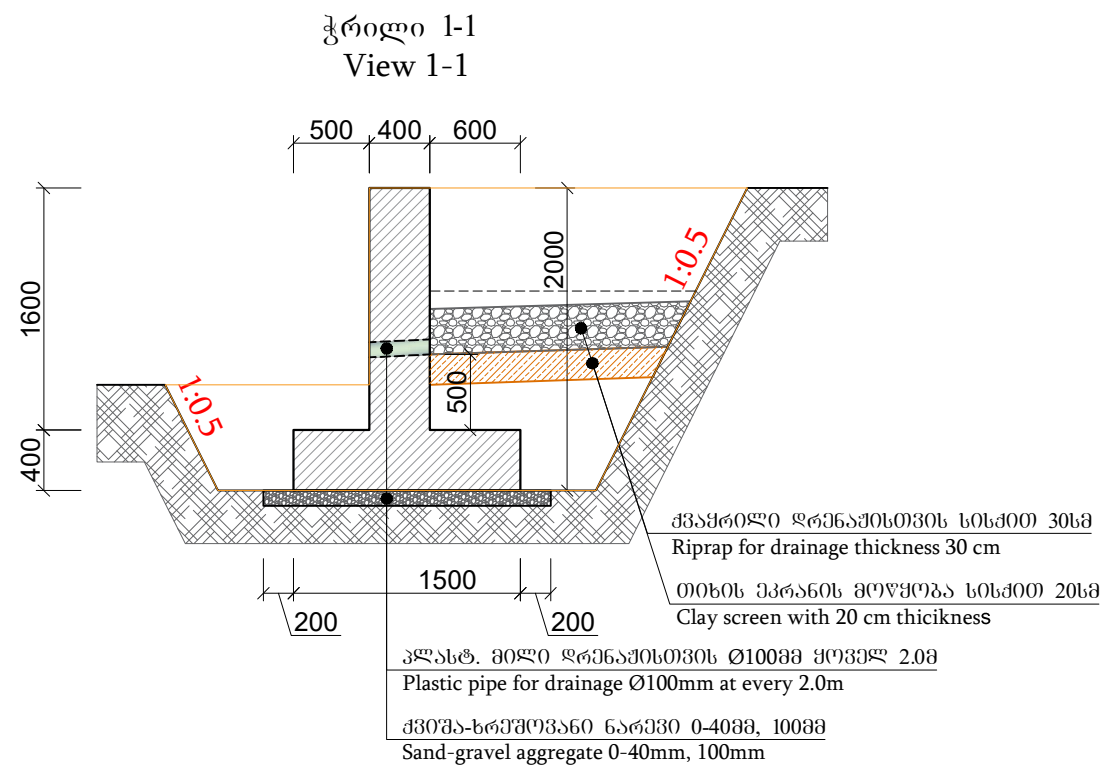 ჭრილი 1-1
View 1-1
500 400 600
1600
2000
1:0.5
1:0.5
500
400
ქვაყრილი დრენაჟისთვის სისქით 30სმ
Riprap for drainage thickness 30 cm
1500
თიხის ეკრანის მოწყობა სისქით 20სმ
Clay screen with 20 cm thicikness
200
200
პლასტ. მილი დრენაჟისთვის Ø100მმ ყოველ 2.0მ
Plastic pipe for drainage Ø100mm at every 2.0m
ქვიშა-ხრეშოვანი ნარევი 0-40მმ, 100მმ
Sand-gravel aggregate 0-40mm, 100mm